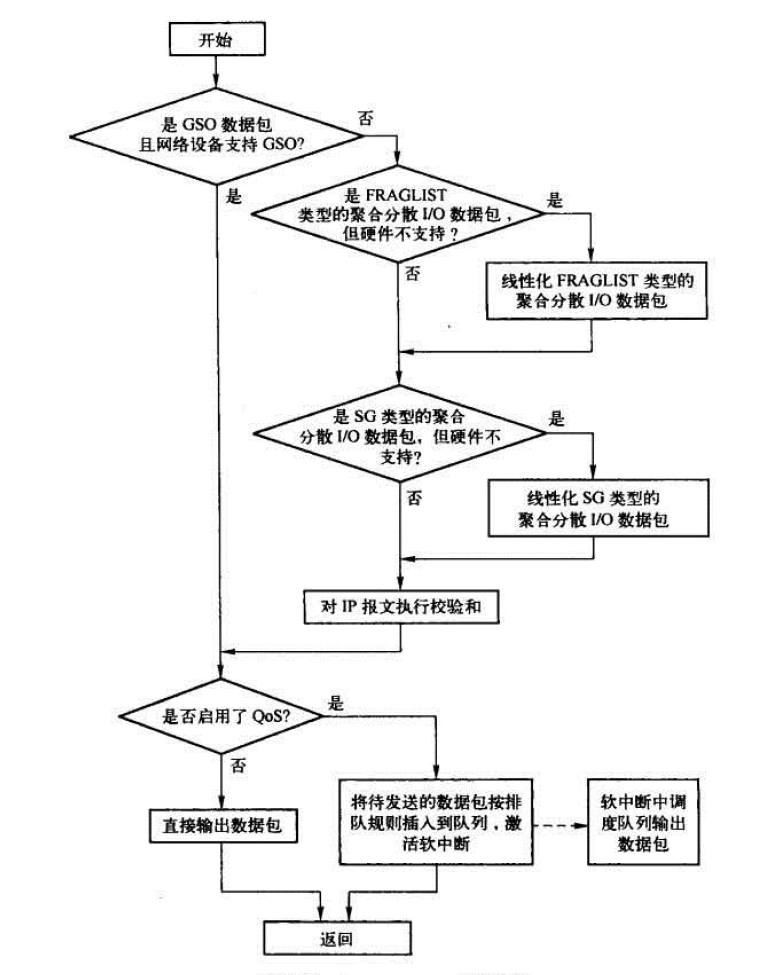 开始
是 GSO 数据包
且网络设备支持 GSO?
否
是
是 FRAGLIST
类型的聚合分散 I/O 数据包，
但硬件不支持？
是
否
线性化 FRAGLIST 类型的
聚合分散 I/O 数据包
是 SG 类型的聚合
分散 I/O 数据包，但硬件不
支持?
是
否
线性化 SG 类型的
聚合分散 I/O 数据包
对 IP 报文执行校验和
是否启用了 QoS?
是
否
直接输出数据包
将待发送的数据包按排
队规则插入到队列，激
活软中断
软中断中调
度队列输出
数据包
返回